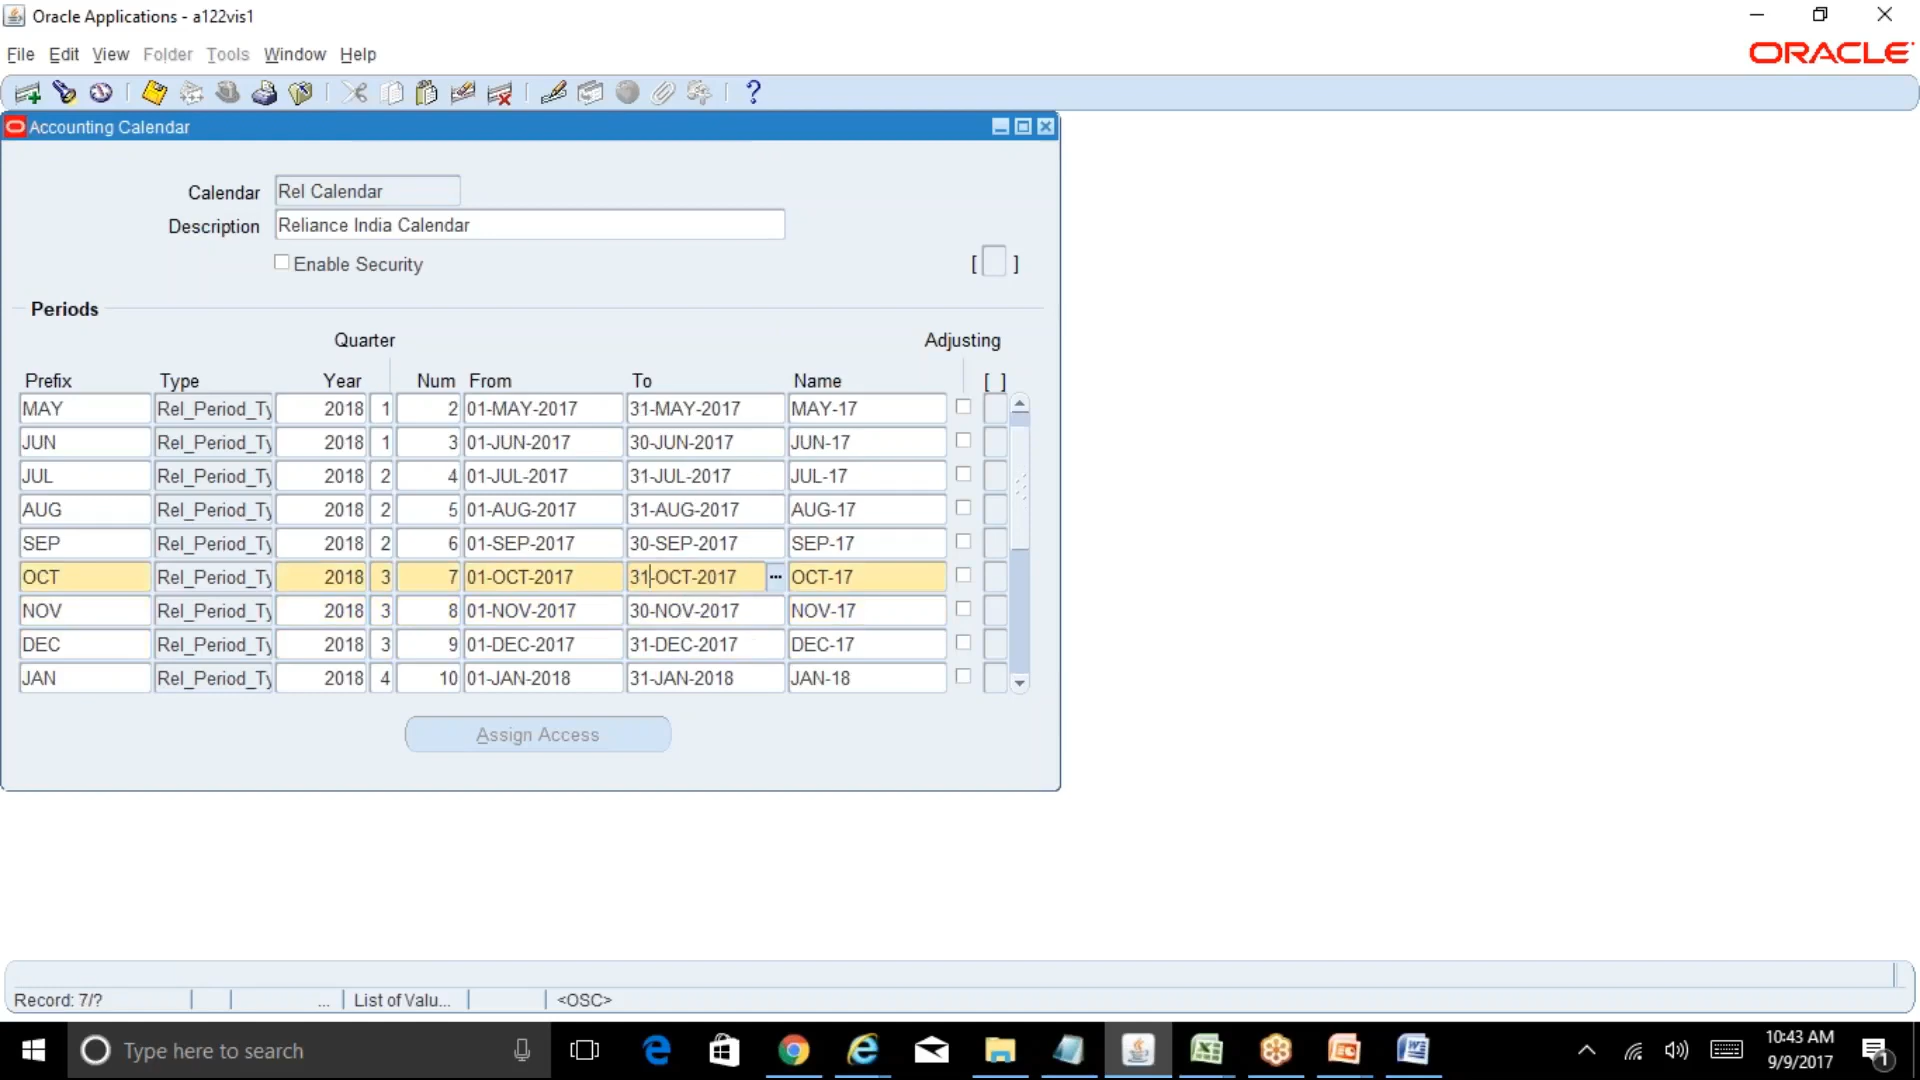 Oracle Applications - a122vis1
File Edit View Folder Tools Window Help
ORACLE
Accounting Calendar
Calendar Rel Calendar
Description Reliance India Calendar
Enable Security [ ]
Periods
Quarter Adjusting
Prefix Type Year Num From To Name [ ]
MAY Rel_Period_Ty 2018 1 2 01-MAY-2017 31-MAY-2017 MAY-17
JUN Rel_Period_Ty 2018 1 3 01-JUN-2017 30-JUN-2017 JUN-17
JUL Rel_Period_Ty 2018 2 4 01-JUL-2017 31-JUL-2017 JUL-17
AUG Rel_Period_Ty 2018 2 5 01-AUG-2017 31-AUG-2017 AUG-17
SEP Rel_Period_Ty 2018 2 6 01-SEP-2017 30-SEP-2017 SEP-17
OCT Rel_Period_Ty 2018 3 7 01-OCT-2017 31-OCT-2017 ... OCT-17
NOV Rel_Period_Ty 2018 3 8 01-NOV-2017 30-NOV-2017 NOV-17
DEC Rel_Period_Ty 2018 3 9 01-DEC-2017 31-DEC-2017 DEC-17
JAN Rel_Period_Ty 2018 4 10 01-JAN-2018 31-JAN-2018 JAN-18
Assign Access
Record: 7/? ... List of Valu... <OSC>
Type here to search
10:43 AM
9/9/2017
1